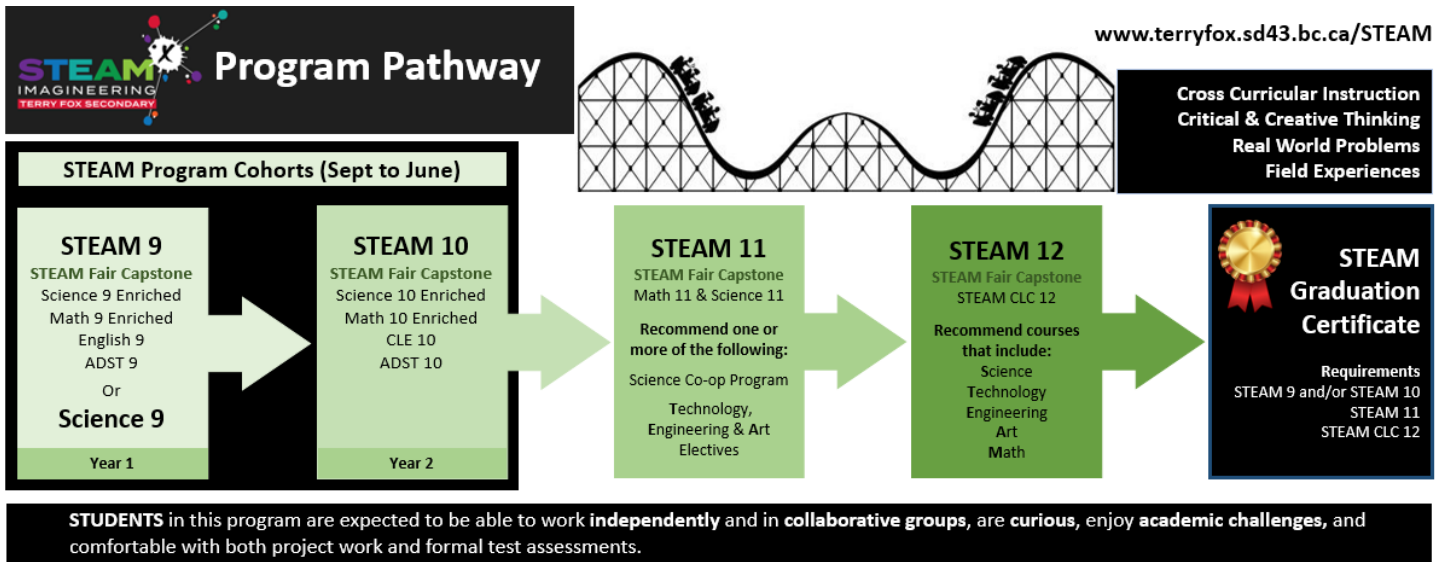 STEAM X
IMAGINEERING
TERRY FOX SECONDARY
Program Pathway
www.terryfox.sd43.bc.ca/STEAM
Cross Curricular Instruction
Critical & Creative Thinking
Real World Problems
Field Experiences
STEAM Program Cohorts (Sept to June)
STEAM 9
STEAM Fair Capstone
Science 9 Enriched
Math 9 Enriched
English 9
ADST 9
Or
Science 9
Year 1
STEAM 10
STEAM Fair Capstone
Science 10 Enriched
Math 10 Enriched
CLE 10
ADST 10
Year 2
STEAM 11
STEAM Fair Capstone
Math 11 & Science 11
Recommend one or
more of the following:
Science Co-op Program
Technology,
Engineering & Art
Electives
STEAM 12
STEAM Fair Capstone
STEAM CLC 12
Recommend courses
that include:
Science
Technology
Engineering
Art
Math
STEAM
Graduation
Certificate
Requirements
STEAM 9 and/or STEAM 10
STEAM 11
STEAM CLC 12
STUDENTS in this program are expected to be able to work independently and in collaborative groups, are curious, enjoy academic challenges, and
comfortable with both project work and formal test assessments.